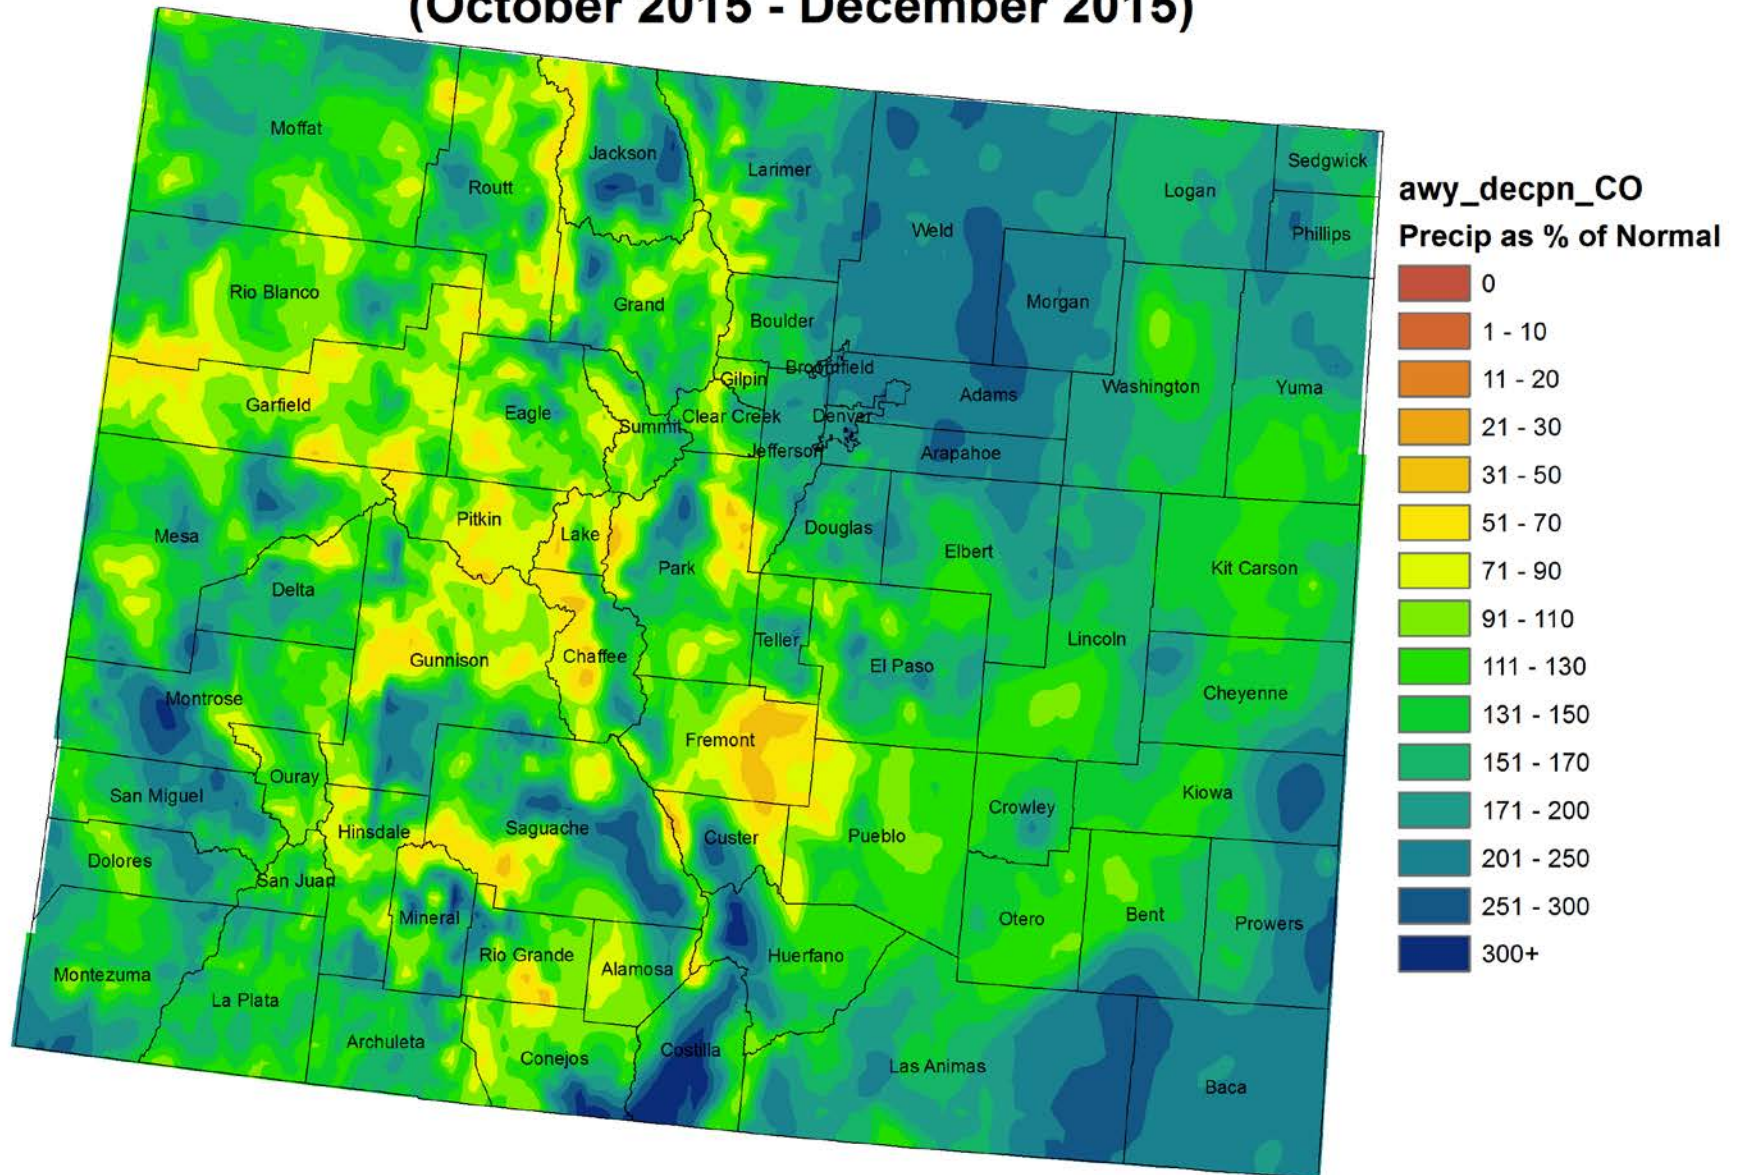 (October 2015 - December 2015)
Moffat
Routt
Jackson
Larimer
Weld
Logan
Sedgwick
Phillips
Rio Blanco
Grand
Boulder
Morgan
Broomfield
Gilpin
Garfield
Eagle
Summit
Clear Creek
Denver
Adams
Washington
Yuma
Jefferson
Arapahoe
Mesa
Pitkin
Lake
Park
Douglas
Elbert
Kit Carson
Delta
Gunnison
Chaffee
Teller
El Paso
Lincoln
Cheyenne
Montrose
Ouray
Fremont
San Miguel
Hinsdale
Saguache
Custer
Pueblo
Crowley
Kiowa
Dolores
San Juan
Mineral
Rio Grande
Alamosa
Huerfano
Otero
Bent
Prowers
Montezuma
La Plata
Archuleta
Conejos
Costilla
Las Animas
Baca
awy_decpn_CO
Precip as % of Normal
0
1 - 10
11 - 20
21 - 30
31 - 50
51 - 70
71 - 90
91 - 110
111 - 130
131 - 150
151 - 170
171 - 200
201 - 250
251 - 300
300+